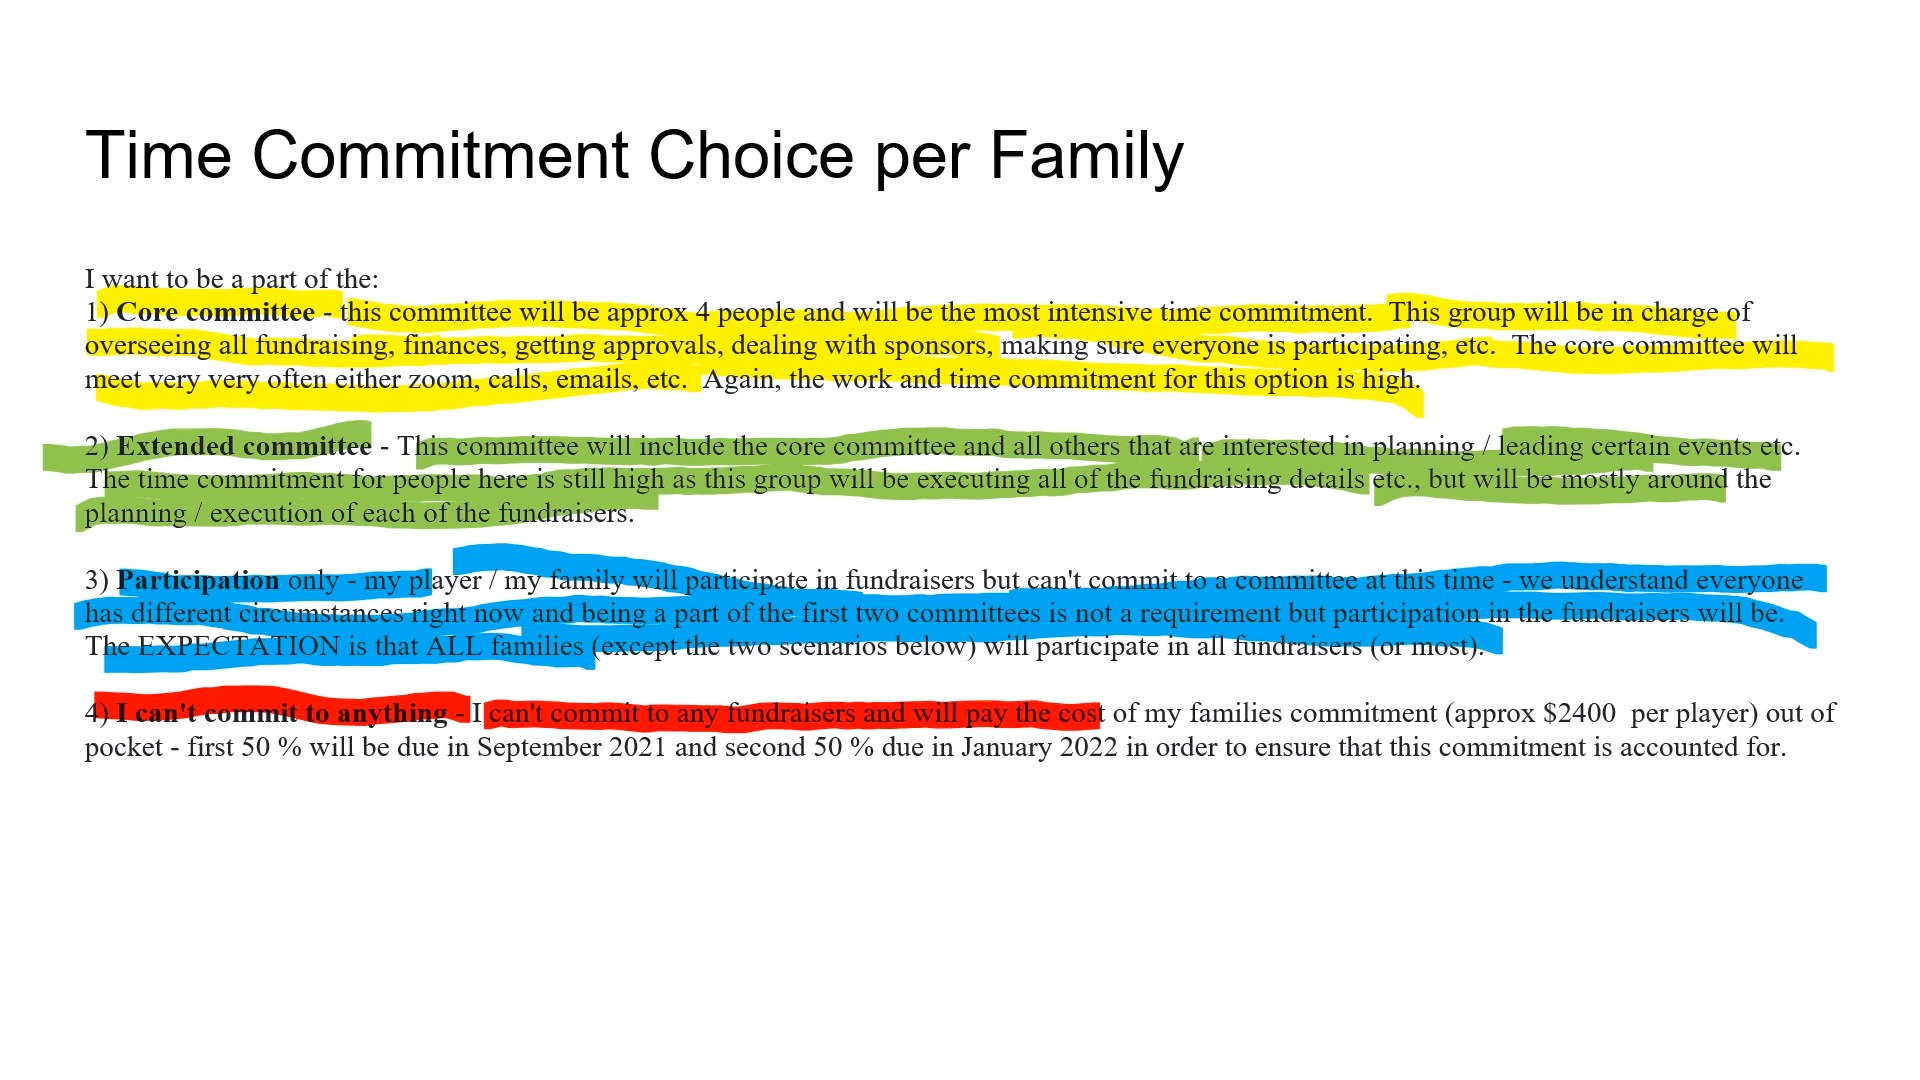 Time Commitment Choice per Family
I want to be a part of the:
1) Core committee - this committee will be approx 4 people and will be the most intensive time commitment.  This group will be in charge of
overseeing all fundraising, finances, getting approvals, dealing with sponsors, making sure everyone is participating, etc.  The core committee will
meet very very often either zoom, calls, emails, etc.  Again, the work and time commitment for this option is high.
2) Extended committee - This committee will include the core committee and all others that are interested in planning / leading certain events etc.
The time commitment for people here is still high as this group will be executing all of the fundraising details etc., but will be mostly around the
planning / execution of each of the fundraisers.
3) Participation only - my player / my family will participate in fundraisers but can't commit to a committee at this time - we understand everyone
has different circumstances right now and being a part of the first two committees is not a requirement but participation in the fundraisers will be.
The EXPECTATION is that ALL families (except the two scenarios below) will participate in all fundraisers (or most).
4) I can't commit to anything - I can't commit to any fundraisers and will pay the cost of my families commitment (approx $2400  per player) out of
pocket - first 50 % will be due in September 2021 and second 50 % due in January 2022 in order to ensure that this commitment is accounted for.